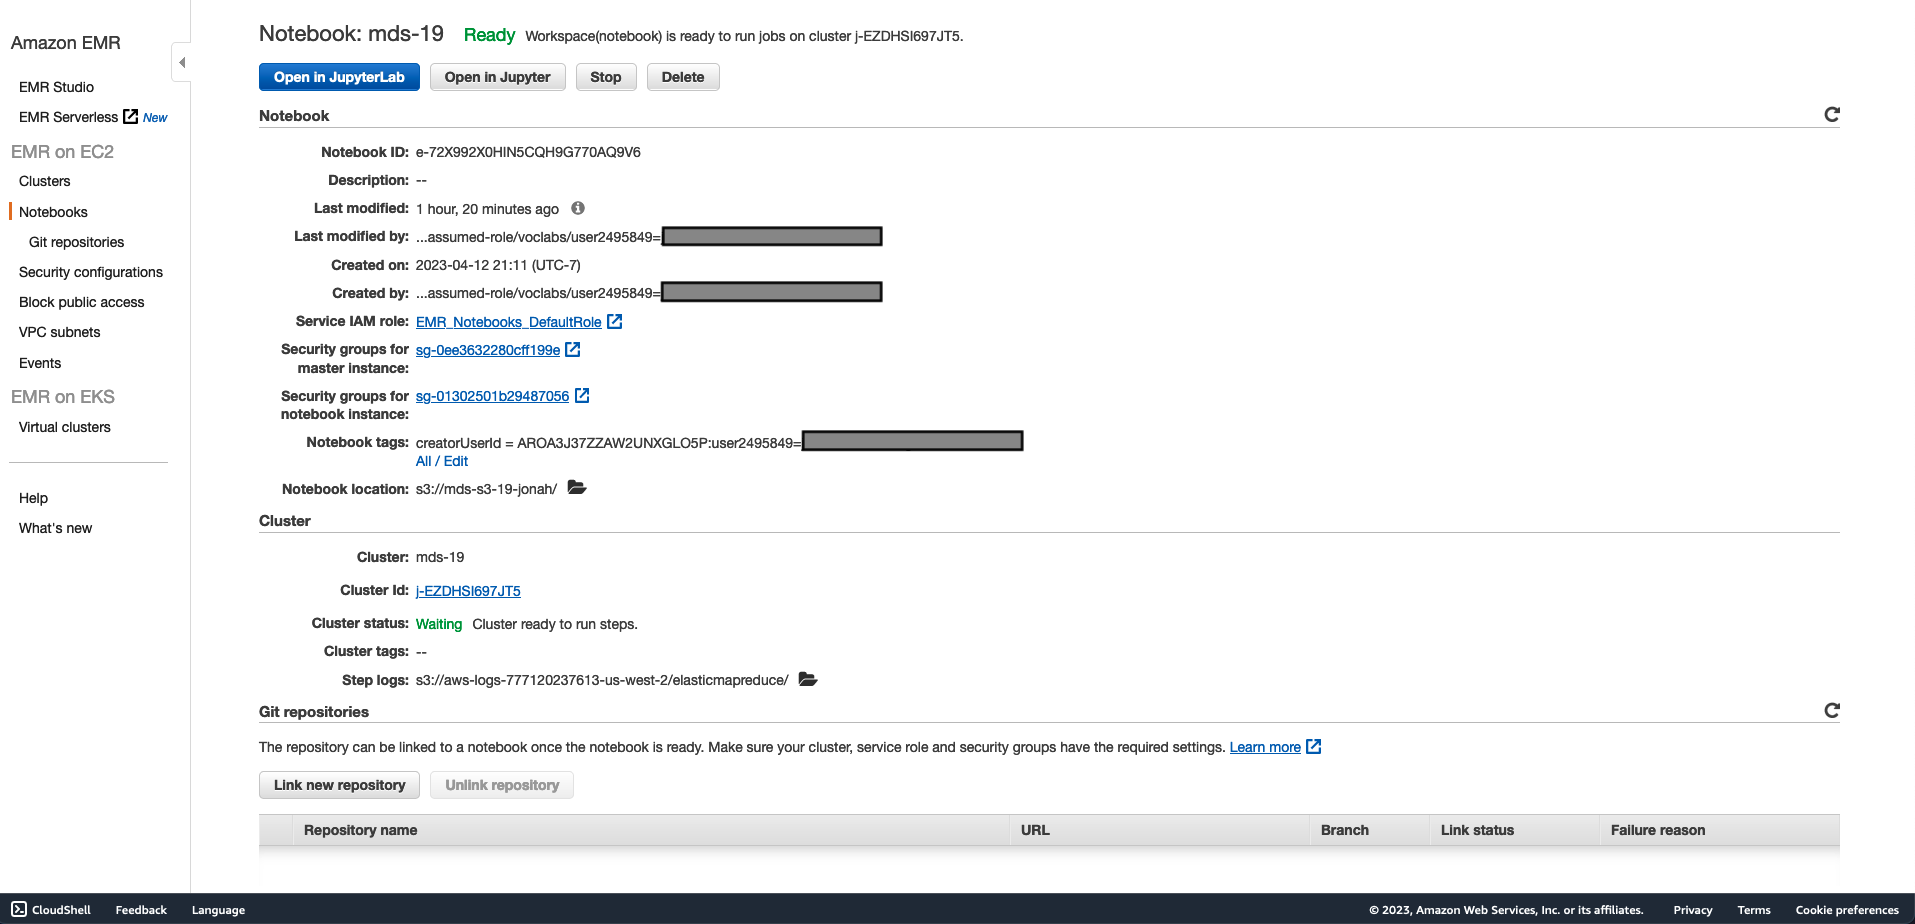 Amazon EMR
EMR Studio
EMR Serverless New
EMR on EC2
Clusters
Notebooks
Git repositories
Security configurations
Block public access
VPC subnets
Events
EMR on EKS
Virtual clusters
Help
What's new
Notebook: mds-19 Ready Workspace(notebook) is ready to run jobs on cluster j-EZDHSI697JT5.
Open in JupyterLab Open in Jupyter Stop Delete
Notebook
Notebook ID: e-72X992X0HIN5CQH9G770AQ9V6
Description: --
Last modified: 1 hour, 20 minutes ago
Last modified by: ...assumed-role/voclabs/user2495849=
Created on: 2023-04-12 21:11 (UTC-7)
Created by: ...assumed-role/voclabs/user2495849=
Service IAM role: EMR_Notebooks_DefaultRole
Security groups for sg-0ee3632280cff199e
master instance:
Security groups for sg-01302501b29487056
notebook instance:
Notebook tags: creatorUserId = AROA3J37ZZAW2UNXGLO5P:user2495849=
All / Edit
Notebook location: s3://mds-s3-19-jonah/
Cluster
Cluster: mds-19
Cluster Id: j-EZDHSI697JT5
Cluster status: Waiting Cluster ready to run steps.
Cluster tags: --
Step logs: s3://aws-logs-777120237613-us-west-2/elasticmapreduce/
Git repositories
The repository can be linked to a notebook once the notebook is ready. Make sure your cluster, service role and security groups have the required settings. Learn more
Link new repository Unlink repository
Repository name URL Branch Link status Failure reason
CloudShell Feedback Language © 2023, Amazon Web Services, Inc. or its affiliates. Privacy Terms Cookie preferences